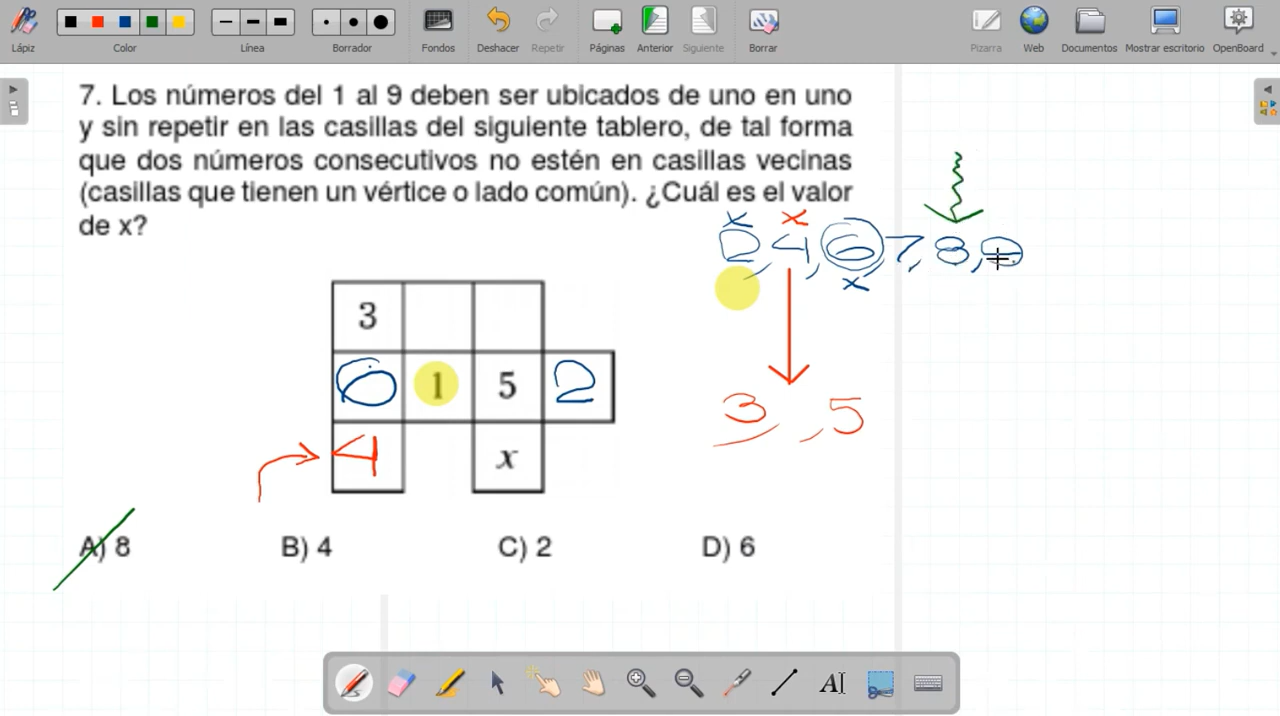 Lápiz Color Línea Borrador Fondos Deshacer Repetir Páginas Anterior Siguiente Borrar Pizarra Web Documentos Mostrar escritorio OpenBoard
7. Los números del 1 al 9 deben ser ubicados de uno en uno
y sin repetir en las casillas del siguiente tablero, de tal forma
que dos números consecutivos no estén en casillas vecinas
(casillas que tienen un vértice o lado común). ¿Cuál es el valor
de x?
x x
2, 4, 6, 7, 8, 9
x
3
6 1 5 2
4 x
3, 5
A) 8 B) 4 C) 2 D) 6